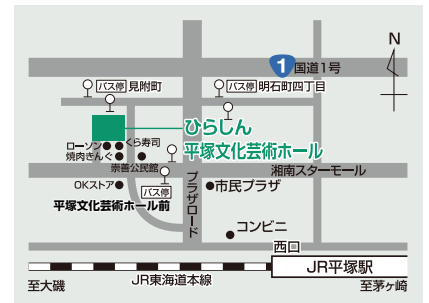 N
1 国道1号
バス停 見附町
バス停 明石町四丁目
ひらしん
平塚文化芸術ホール
ローソン
くら寿司
焼肉きんぐ
崇善公民館
湘南スターモール
OKストア
バス停
平塚文化芸術ホール前
プラザロード
市民プラザ
コンビニ
西口
JR平塚駅
JR東海道本線
至大磯
至茅ヶ崎